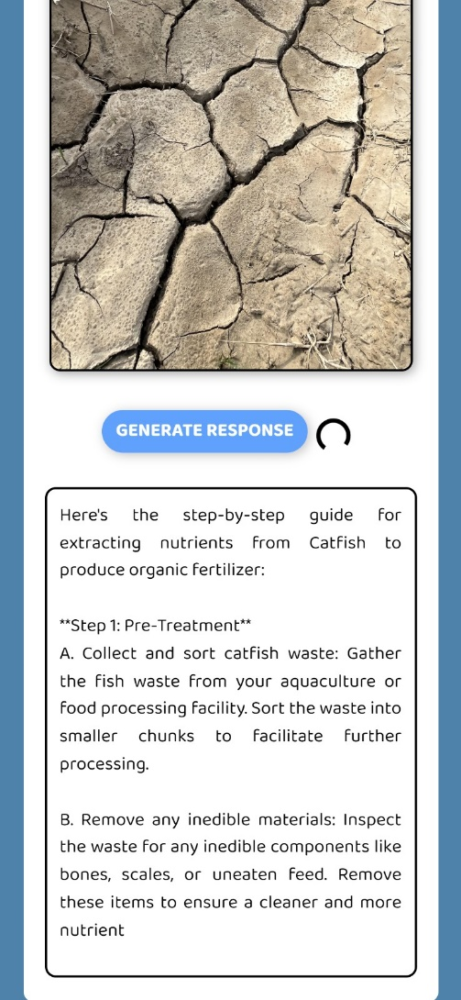 GENERATE RESPONSE
Here's the step-by-step guide for
extracting nutrients from Catfish to
produce organic fertilizer:
**Step 1: Pre-Treatment**
A. Collect and sort catfish waste: Gather
the fish waste from your aquaculture or
food processing facility. Sort the waste into
smaller chunks to facilitate further
processing.
B. Remove any inedible materials: Inspect
the waste for any inedible components like
bones, scales, or uneaten feed. Remove
these items to ensure a cleaner and more
nutrient